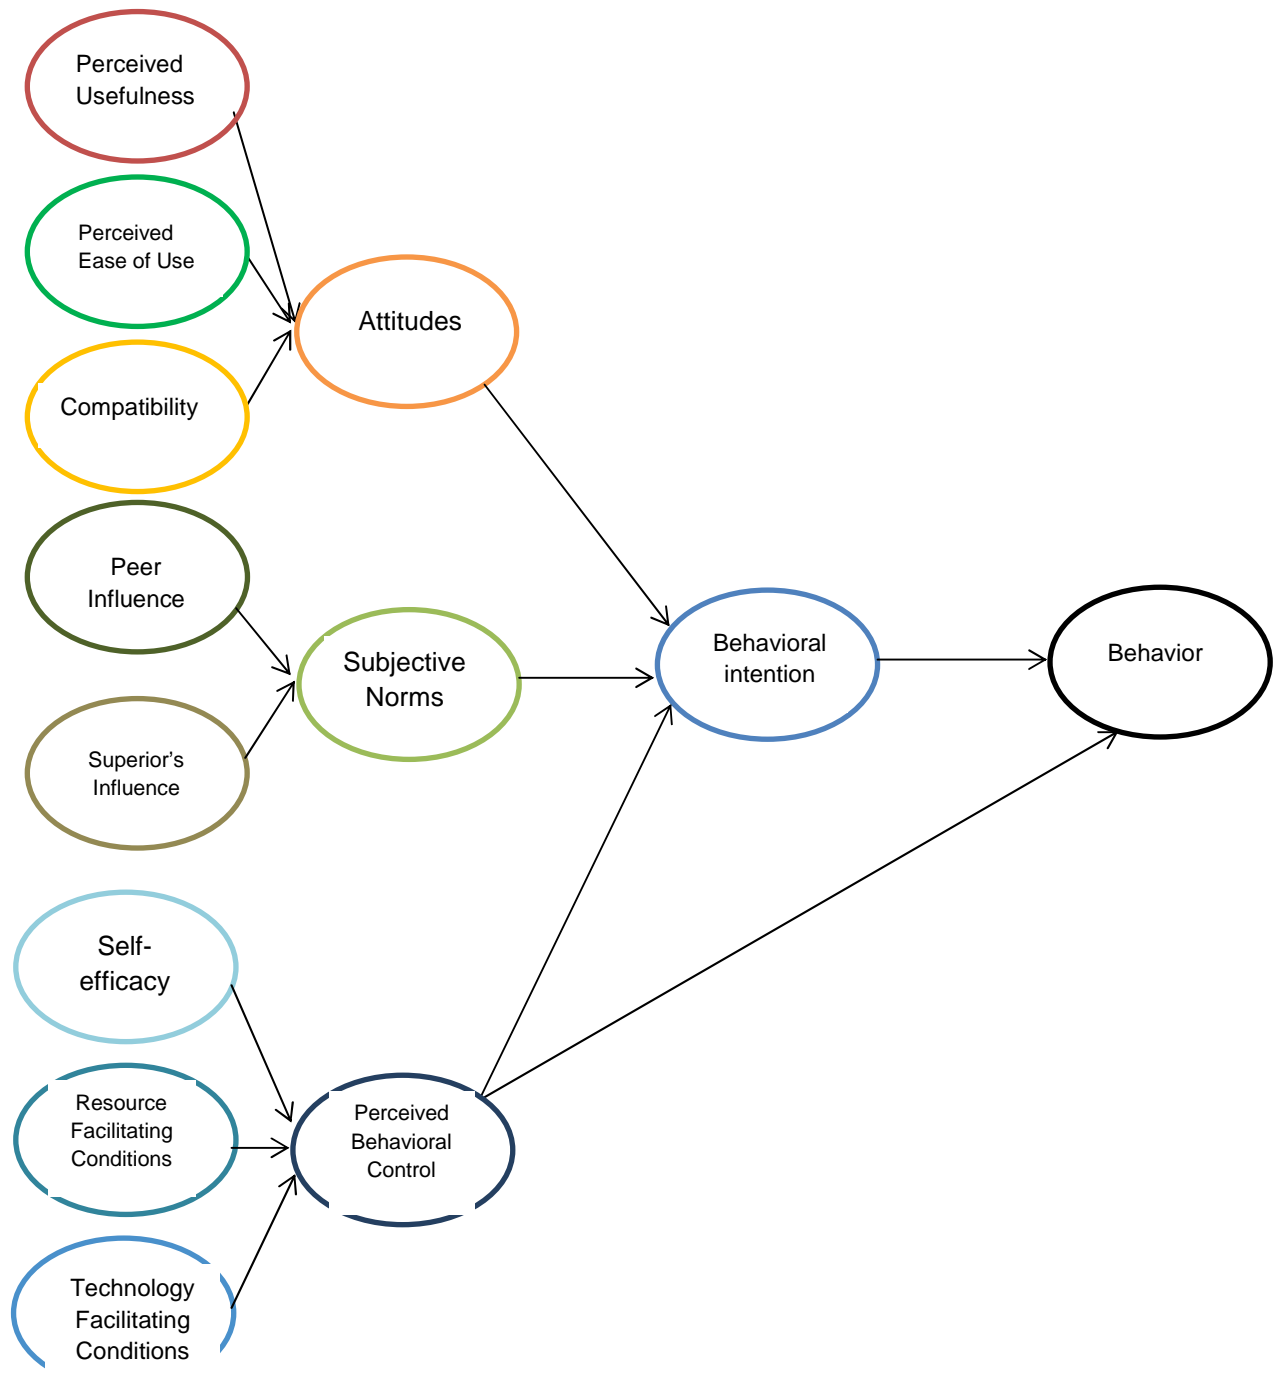 Perceived
Usefulness
Perceived
Ease of Use
Attitudes
Compatibility
Peer
Influence
Subjective
Norms
Behavioral
intention
Behavior
Superior’s
Influence
Self-
efficacy
Resource
Facilitating
Conditions
Perceived
Behavioral
Control
Technology
Facilitating
Conditions